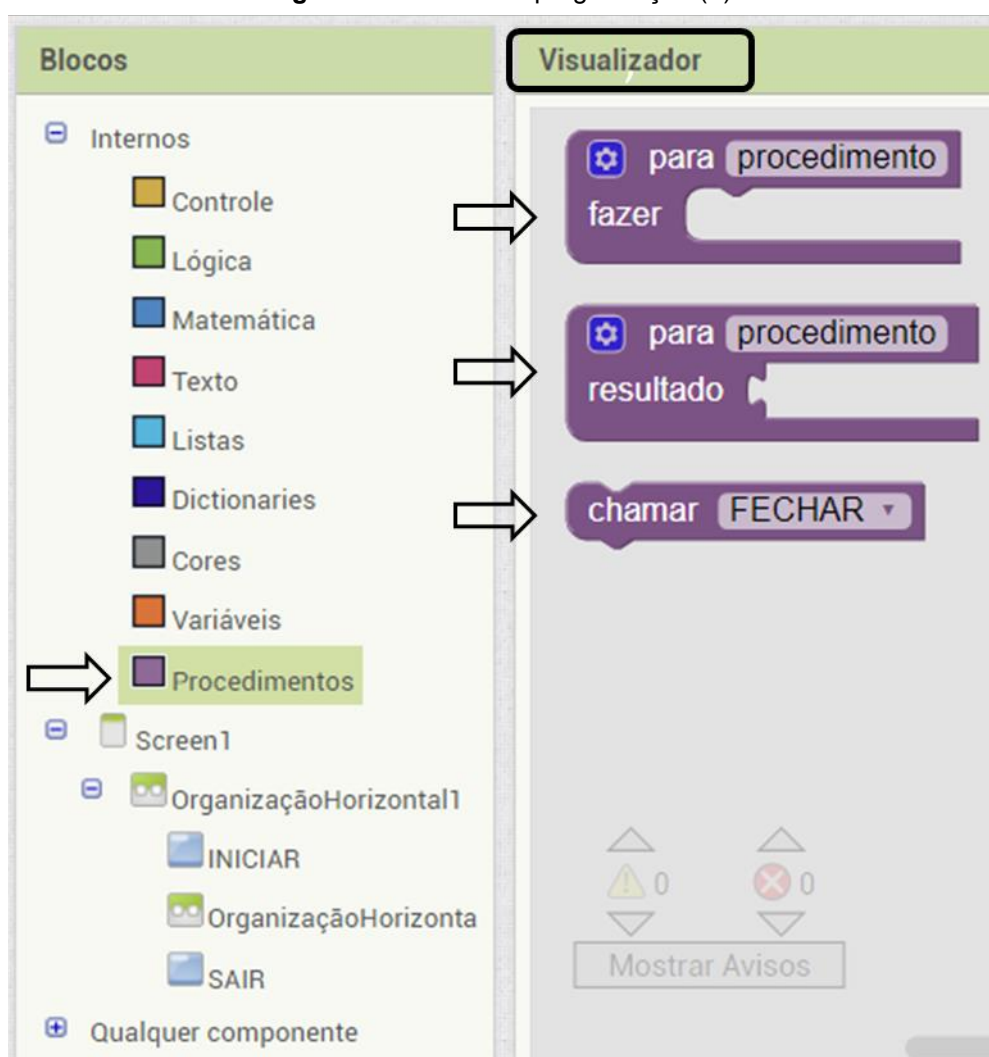 Blocos
Internos
Controle
Lógica
Matemática
Texto
Listas
Dictionaries
Cores
Variáveis
Procedimentos
Screen1
OrganizaçãoHorizontal1
INICIAR
OrganizaçãoHorizonta
SAIR
Qualquer componente
Visualizador
para procedimento
fazer
para procedimento
resultado
chamar FECHAR
0 0
Mostrar Avisos